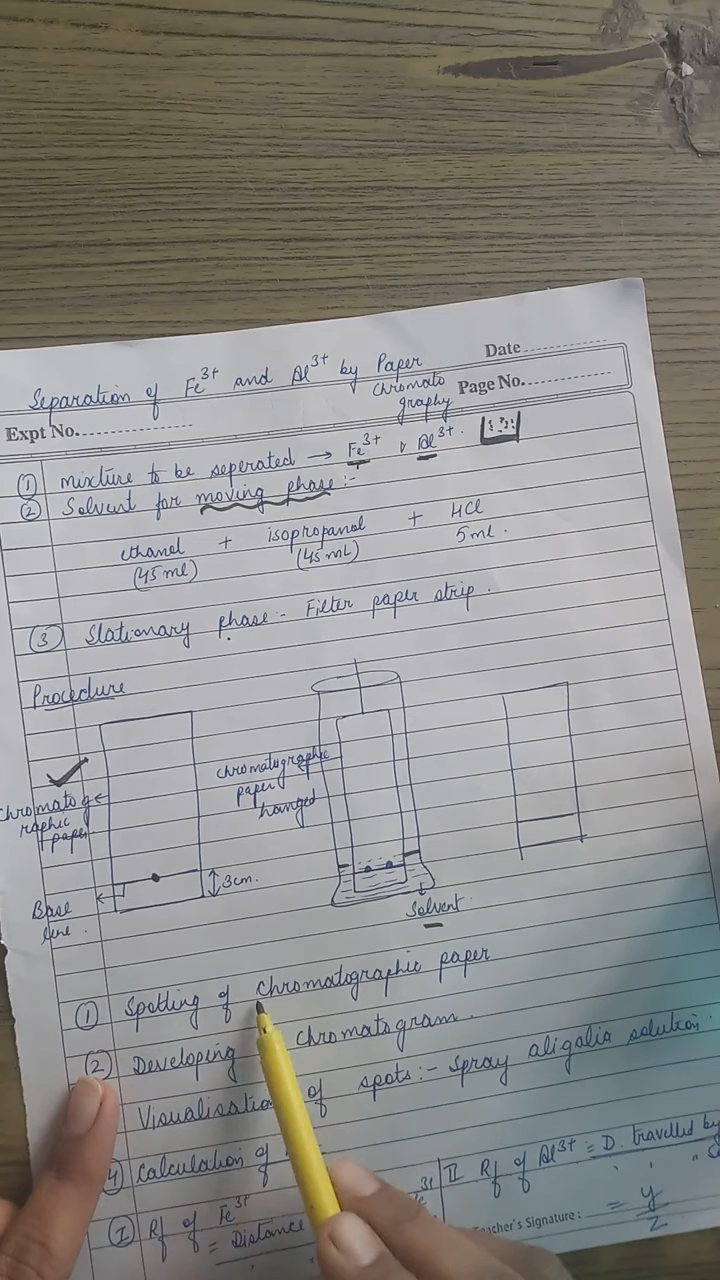 Date
Separation of Fe3+ and Al3+ by Paper
chromato
graphy
Page No.
Expt No.
① mixture to be seperated → Fe3+ , Al3+.
② Solvent for moving phase :-
ethanol + isopropanol + HCl
(45 ml) (45 mL) 5 ml.
③ Stationary phase :- Filter paper strip.
Procedure
Chromatog
raphic
paper
chromatographic
paper
hanged
3cm.
Base
line.
Solvent
① Spotting of chromatographic paper
② Developing chromatogram.
Visualisation of spots :- Spray aligalia solution.
④ Calculation of
Ⅰ Rf of Fe3+
= Distance
Ⅱ Rf of Al3+ = D. travelled by
= y/z
Teacher's Signature :